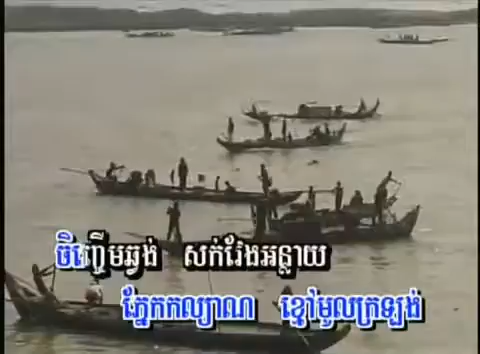 ចិញ្ចើមឆ្វង់ សក់វែងអន្លាយ
ភ្នែកកល្យាណ ខ្មៅមូលក្រឡង់